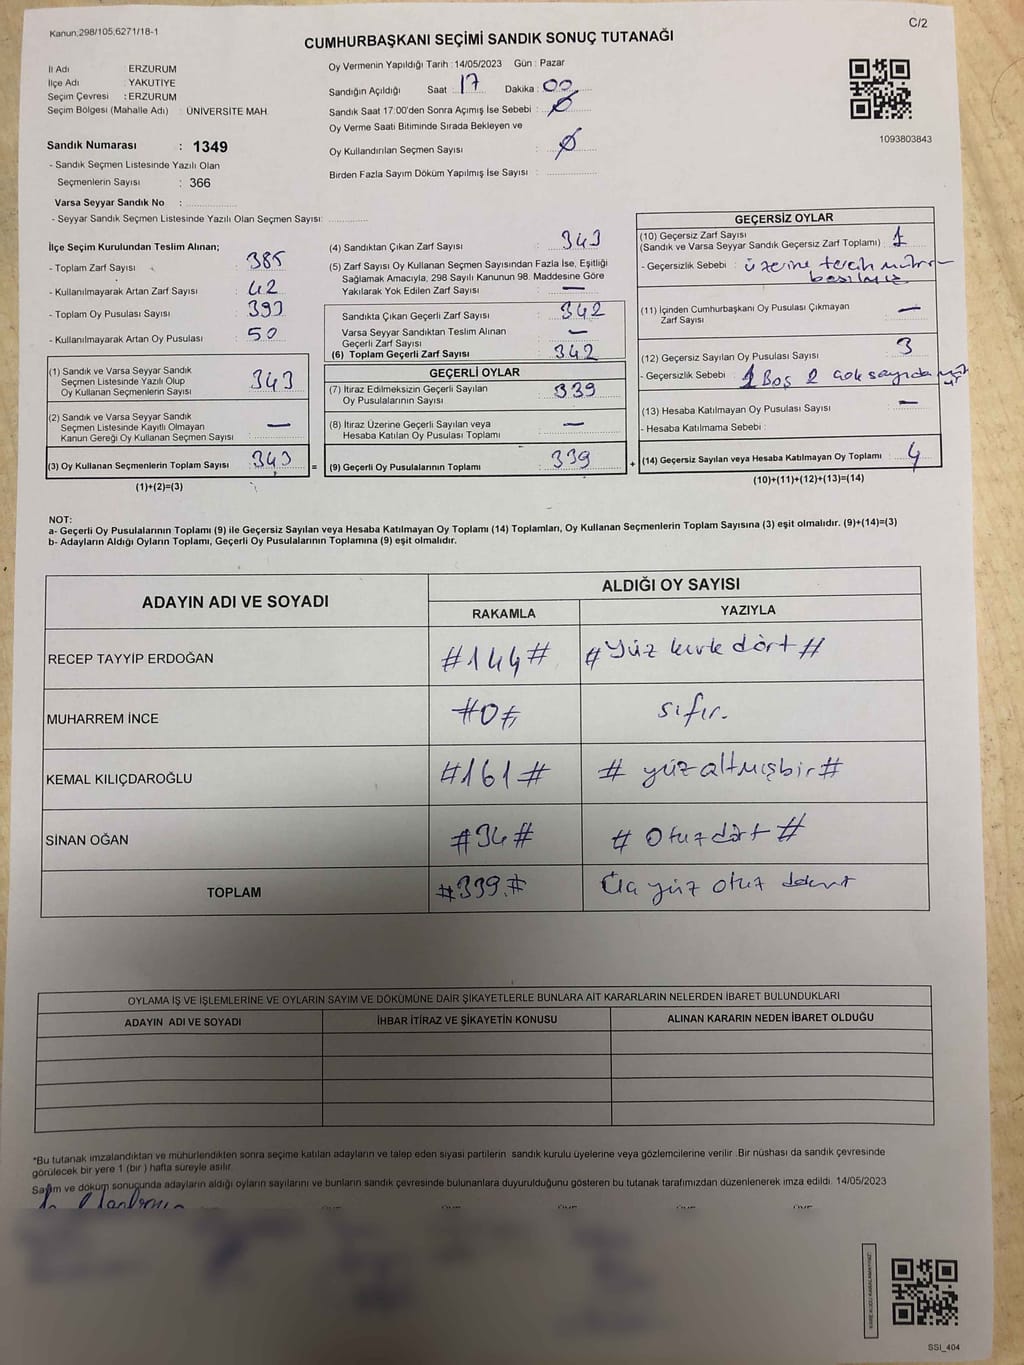 Kanun,298/105,6271/18-1
C/2
CUMHURBAŞKANI SEÇİMİ SANDIK SONUÇ TUTANAĞI
İl Adı : ERZURUM
İlçe Adı : YAKUTİYE
Seçim Çevresi : ERZURUM
Seçim Bölgesi (Mahalle Adı) : ÜNİVERSİTE MAH.
Oy Vermenin Yapıldığı Tarih : 14/05/2023 Gün : Pazar
Sandığın Açıldığı Saat : 17 Dakika : 00
Sandık Saat 17:00'den Sonra Açımış İse Sebebi : Ø
Oy Verme Saati Bitiminde Sırada Bekleyen ve
Oy Kullandırılan Seçmen Sayısı : Ø
Birden Fazla Sayım Döküm Yapılmış İse Sayısı :
1093803843
Sandık Numarası : 1349
- Sandık Seçmen Listesinde Yazılı Olan
Seçmenlerin Sayısı : 366
Varsa Seyyar Sandık No :
- Seyyar Sandık Seçmen Listesinde Yazılı Olan Seçmen Sayısı:
İlçe Seçim Kurulundan Teslim Alınan;
- Toplam Zarf Sayısı : 385
- Kullanılmayarak Artan Zarf Sayısı : 42
- Toplam Oy Pusulası Sayısı : 393
- Kullanılmayarak Artan Oy Pusulası : 50
(1) Sandık ve Varsa Seyyar Sandık
Seçmen Listesinde Yazılı Olup
Oy Kullanan Seçmenlerin Sayısı : 343
(2) Sandık ve Varsa Seyyar Sandık
Seçmen Listesinde Kayıtlı Olmayan
Kanun Gereği Oy Kullanan Seçmen Sayısı : —
(3) Oy Kullanan Seçmenlerin Toplam Sayısı : 343 =
(1)+(2)=(3)
(4) Sandıktan Çıkan Zarf Sayısı : 343
(5) Zarf Sayısı Oy Kullanan Seçmen Sayısından Fazla İse, Eşitliği
Sağlamak Amacıyla, 298 Sayılı Kanunun 98. Maddesine Göre
Yakılarak Yok Edilen Zarf Sayısı : —
Sandıkta Çıkan Geçerli Zarf Sayısı : 342
Varsa Seyyar Sandıktan Teslim Alınan
Geçerli Zarf Sayısı : —
(6) Toplam Geçerli Zarf Sayısı : 342
GEÇERLİ OYLAR
(7) İtiraz Edilmeksizin Geçerli Sayılan
Oy Pusulalarının Sayısı : 339
(8) İtiraz Üzerine Geçerli Sayılan veya
Hesaba Katılan Oy Pusulası Toplamı : —
(9) Geçerli Oy Pusulalarının Toplamı : 339 +
GEÇERSİZ OYLAR
(10) Geçersiz Zarf Sayısı
(Sandık ve Varsa Seyyar Sandık Geçersiz Zarf Toplamı) : 1
- Geçersizlik Sebebi : üzerine tercih mührü
basılmış
(11) İçinden Cumhurbaşkanı Oy Pusulası Çıkmayan
Zarf Sayısı : —
(12) Geçersiz Sayılan Oy Pusulası Sayısı : 3
- Geçersizlik Sebebi : 1 Boş 2 çok sayıda
(13) Hesaba Katılmayan Oy Pusulası Sayısı : —
- Hesaba Katılmama Sebebi :
(14) Geçersiz Sayılan veya Hesaba Katılmayan Oy Toplamı : 4
(10)+(11)+(12)+(13)=(14)
NOT:
a- Geçerli Oy Pusulalarının Toplamı (9) ile Geçersiz Sayılan veya Hesaba Katılmayan Oy Toplamı (14) Toplamları, Oy Kullanan Seçmenlerin Toplam Sayısına (3) eşit olmalıdır. (9)+(14)=(3)
b- Adayların Aldığı Oyların Toplamı, Geçerli Oy Pusulalarının Toplamına (9) eşit olmalıdır.
ADAYIN ADI VE SOYADI
ALDIĞI OY SAYISI
RAKAMLA YAZIYLA
RECEP TAYYİP ERDOĞAN #144# #Yüz kırk dört#
MUHARREM İNCE #0# sıfır.
KEMAL KILIÇDAROĞLU #161# # yüzaltmışbir#
SİNAN OĞAN #34# # Otuzdört #
TOPLAM #339.# Üç yüz otuz
OYLAMA İŞ VE İŞLEMLERİNE VE OYLARIN SAYIM VE DÖKÜMÜNE DAİR ŞİKAYETLERLE BUNLARA AİT KARARLARIN NELERDEN İBARET BULUNDUKLARI
ADAYIN ADI VE SOYADI İHBAR İTİRAZ VE ŞİKAYETİN KONUSU ALINAN KARARIN NEDEN İBARET OLDUĞU
*Bu tutanak imzalandıktan ve mühürlendikten sonra seçime katılan adayların ve talep eden siyasi partilerin sandık kurulu üyelerine veya gözlemcilerine verilir .Bir nüshası da sandık çevresinde
görülecek bir yere 1 (bir ) hafta süreyle asılır.
Sayım ve döküm sonucunda adayların aldığı oyların sayılarını ve bunların sandık çevresinde bulunanlara duyurulduğunu gösteren bu tutanak tarafımızdan düzenlenerek imza edildi. 14/05/2023
SSI_404